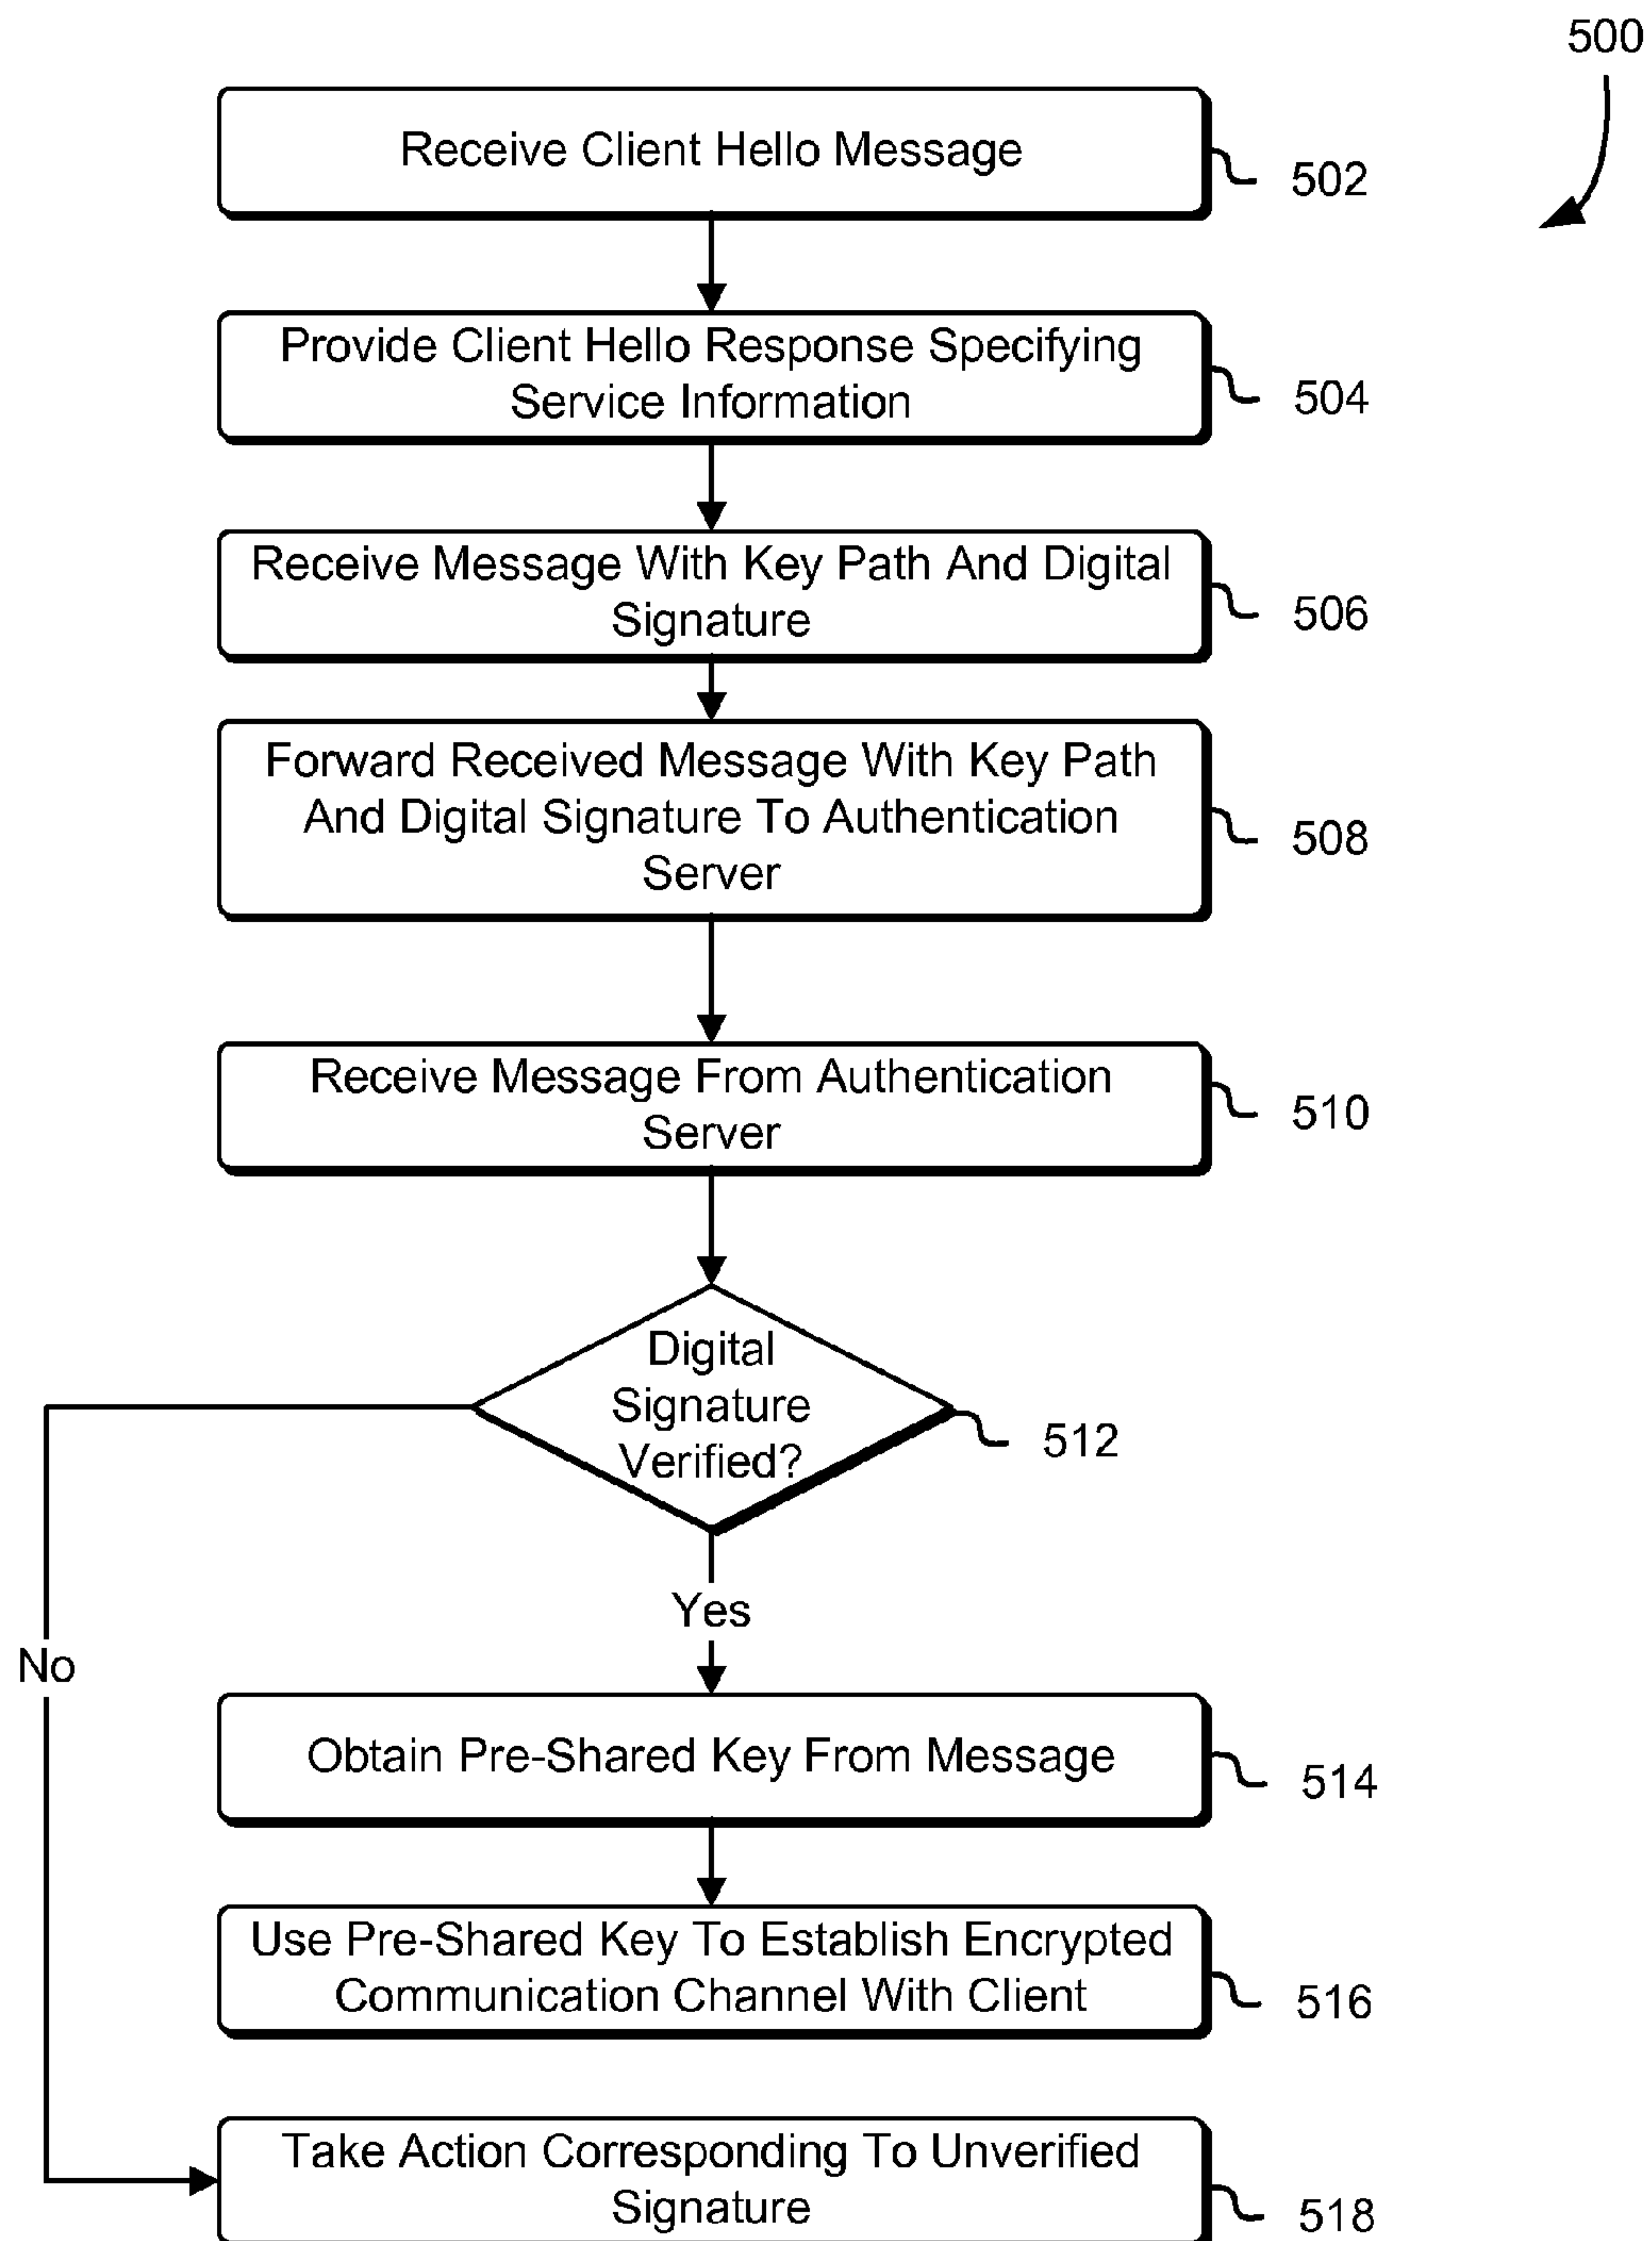 500
Receive Client Hello Message
502
Provide Client Hello Response Specifying
Service Information
504
Receive Message With Key Path And Digital
Signature
506
Forward Received Message With Key Path
And Digital Signature To Authentication
Server
508
Receive Message From Authentication
Server
510
Digital
Signature
Verified?
512
Yes
No
Obtain Pre-Shared Key From Message
514
Use Pre-Shared Key To Establish Encrypted
Communication Channel With Client
516
Take Action Corresponding To Unverified
Signature
518